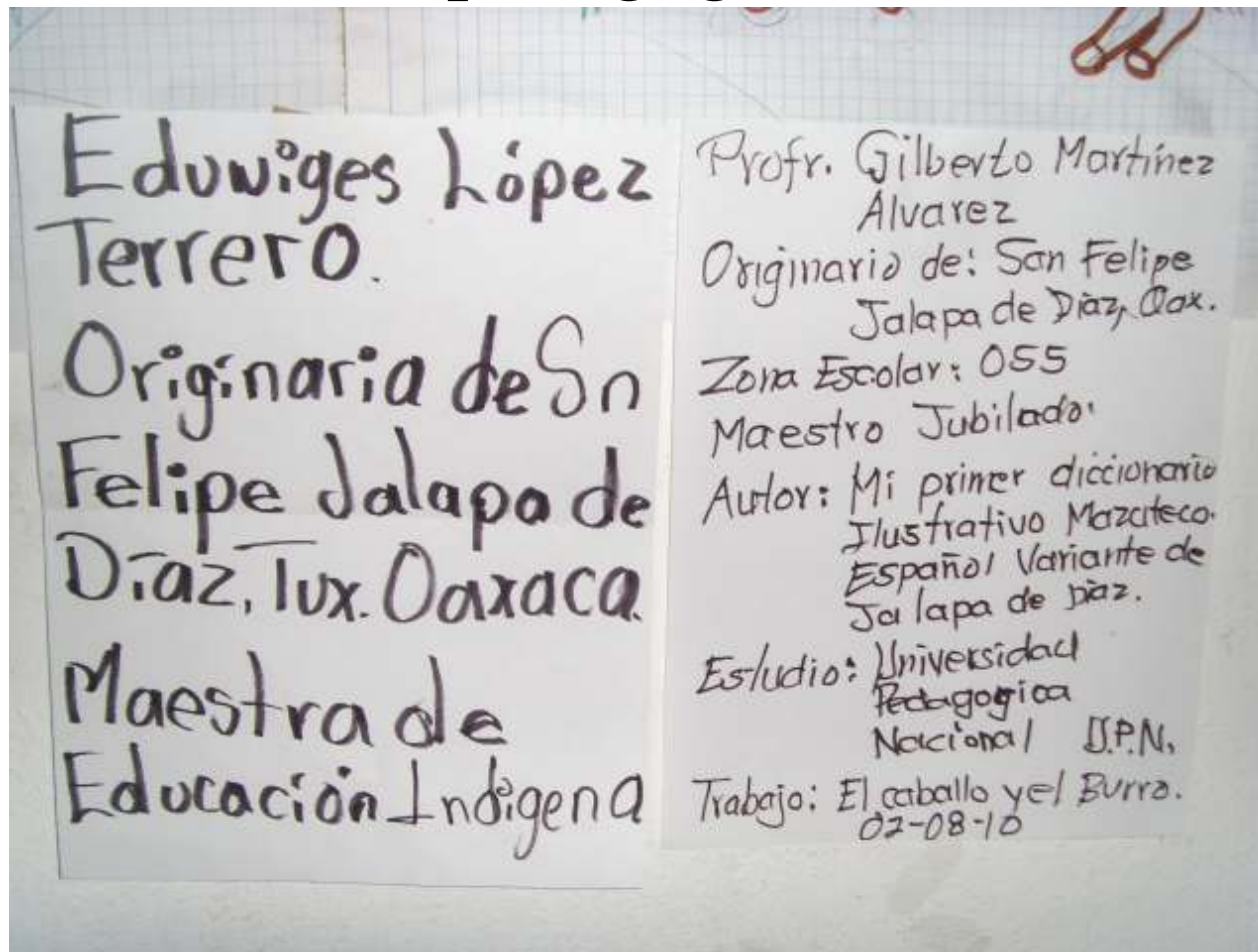 Eduwiges López
Terrero.
Originaria de Sn
Felipe Jalapa de
Díaz, Tux. Oaxaca.
Maestra de
Educación Indígena
Profr. Gilberto Martínez
Álvarez
Originario de: San Felipe
Jalapa de Díaz, Oax.
Zona Escolar: 055
Maestro Jubilado.
Autor: Mi primer diccionario
Ilustrativo Mazateco.
Español Variante de
Jalapa de Díaz.
Estudio: Universidad
Pedagogica
Nacional U.P.N.
Trabajo: El caballo y el Burro.
02-08-10